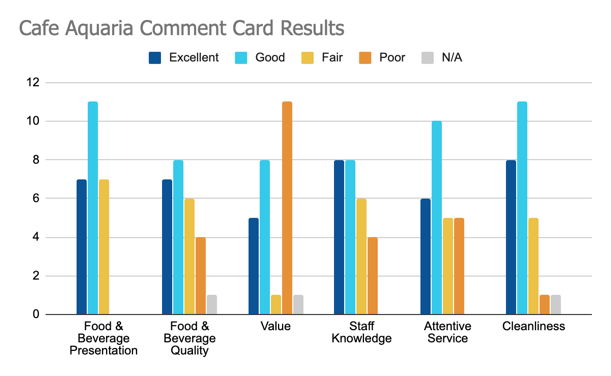 Cafe Aquaria Comment Card Results
Excellent Good Fair Poor N/A
12
10
8
6
4
2
0
Food &
Beverage
Presentation
Food &
Beverage
Quality
Value
Staff
Knowledge
Attentive
Service
Cleanliness